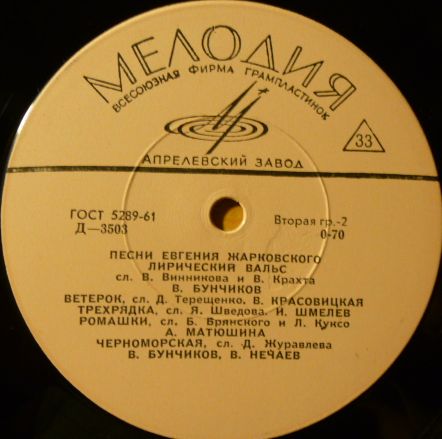 МЕЛОДИЯ
ВСЕСОЮЗНАЯ ФИРМА ГРАМПЛАСТИНОК
33
АПРЕЛЕВСКИЙ ЗАВОД
ГОСТ 5289-61
Д—3503
Вторая гр.-2
0-70
ПЕСНИ ЕВГЕНИЯ ЖАРКОВСКОГО
ЛИРИЧЕСКИЙ ВАЛЬС
сл. В. Винникова и В. Крахта
В. БУНЧИКОВ
ВЕТЕРОК, сл. Д. Терещенко, В. КРАСОВИЦКАЯ
ТРЕХРЯДКА, сл. Я. Шведова. И. ШМЕЛЕВ
РОМАШКИ, сл. Б. Брянского и Л. Куксо
А. МАТЮШИНА
ЧЕРНОМОРСКАЯ, сл. Д. Журавлева
В. БУНЧИКОВ, В. НЕЧАЕВ